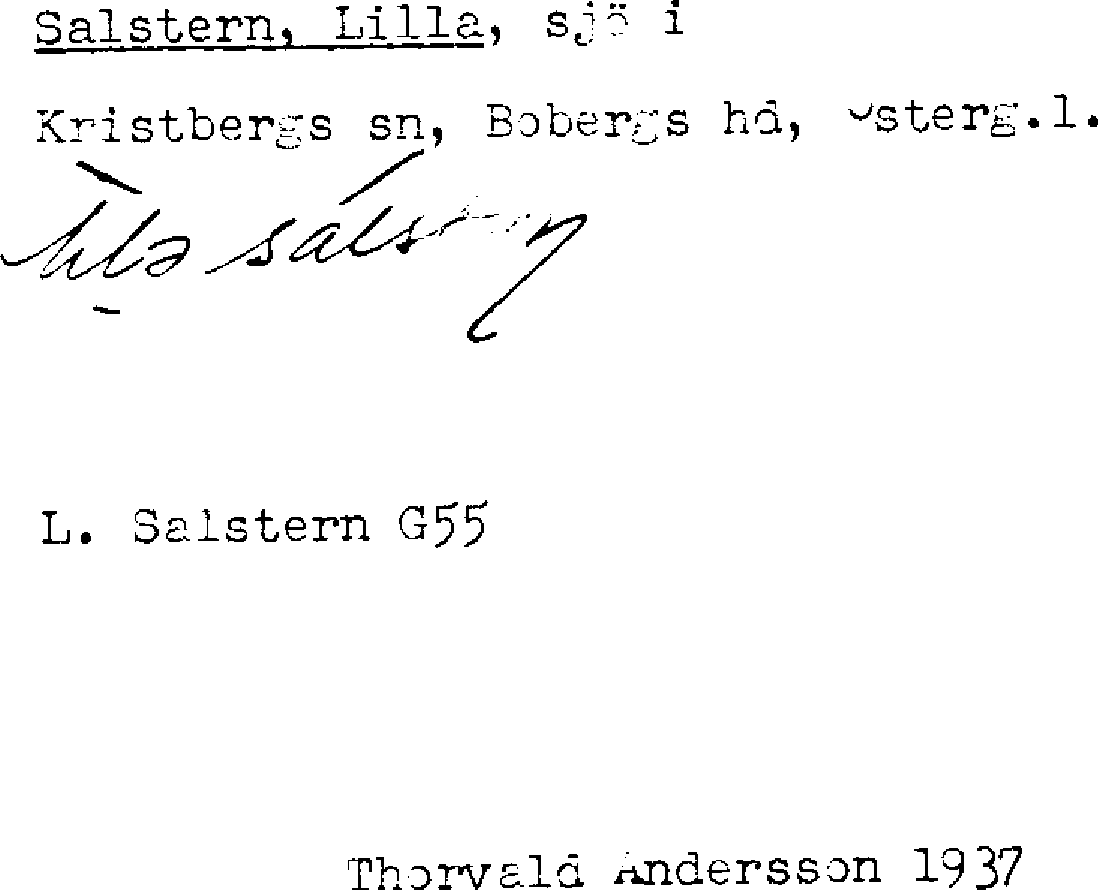 Salstern, Lilla, sjö i
Kristbergs sn, Bobergs hd, Österg.l.
L. Salstern G55
Thorvald Andersson 1937